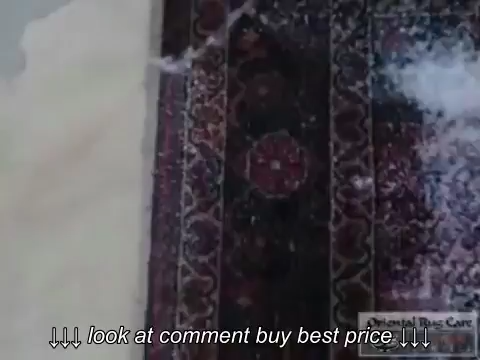 Oriental Rug Care
↓↓↓ look at comment buy best price ↓↓↓